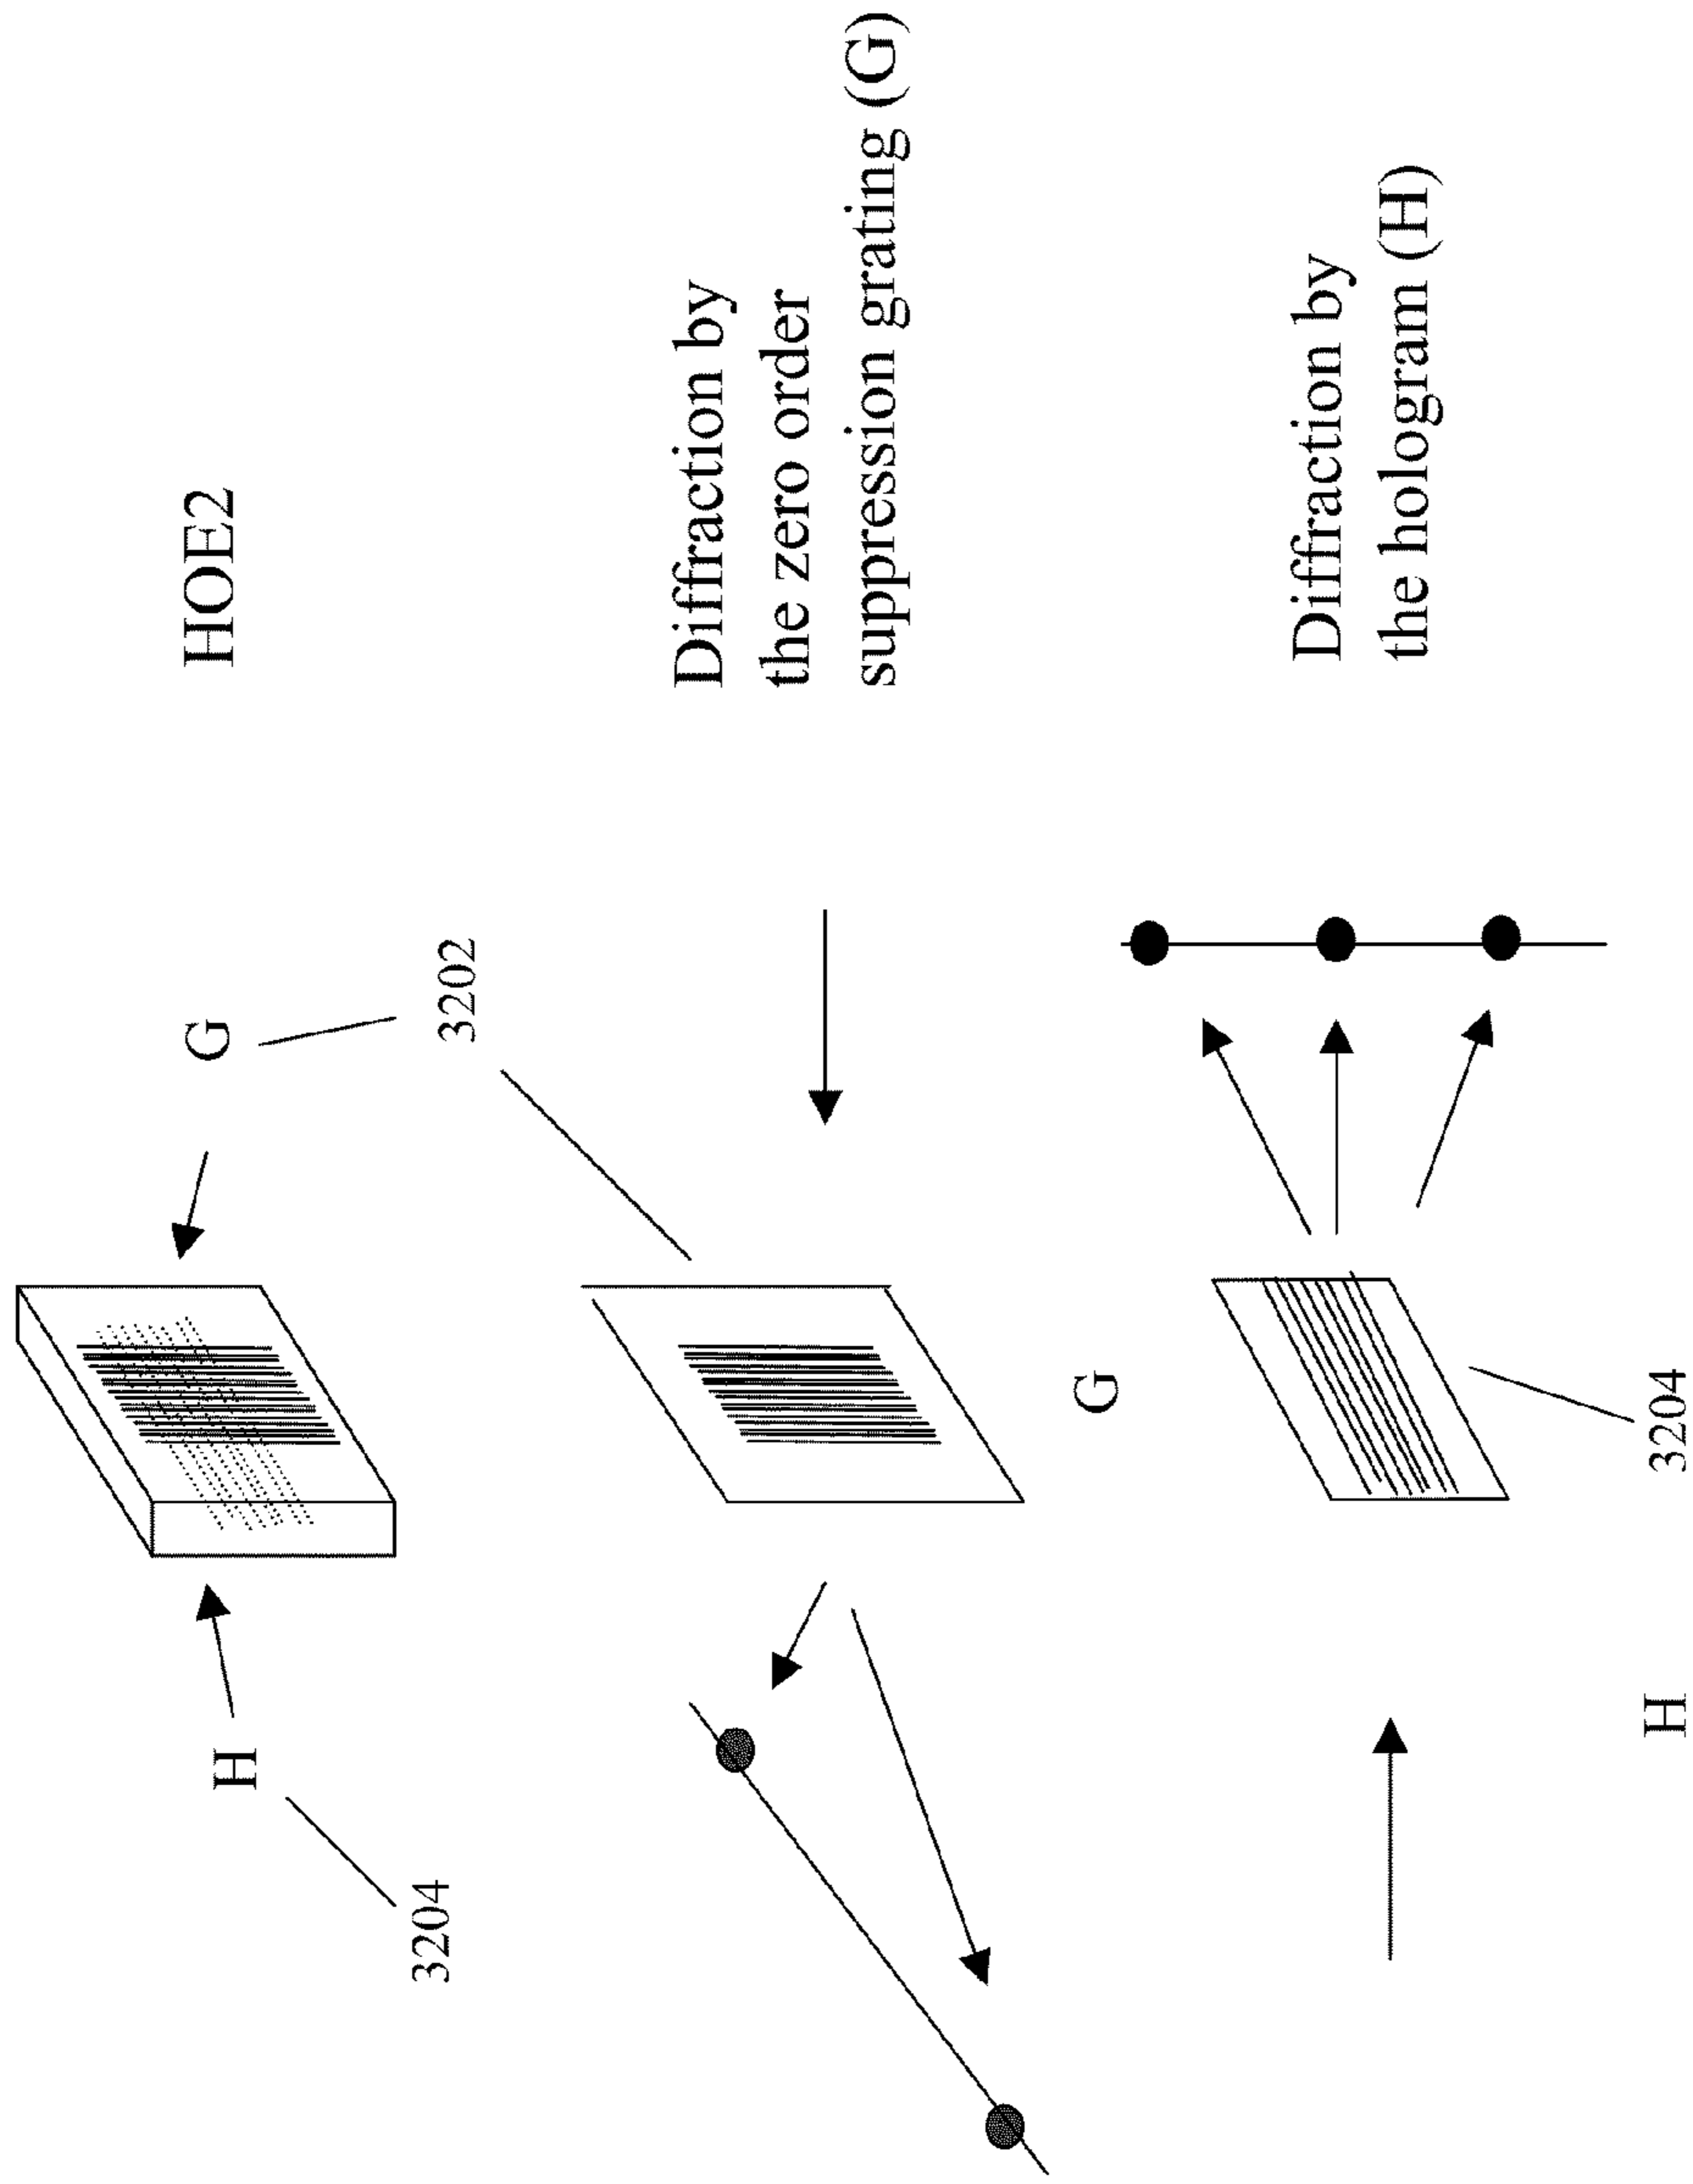 HOE2
G
H
3202
3204
Diffraction by
the zero order
suppression grating (G)
G
Diffraction by
the hologram (H)
3204
H